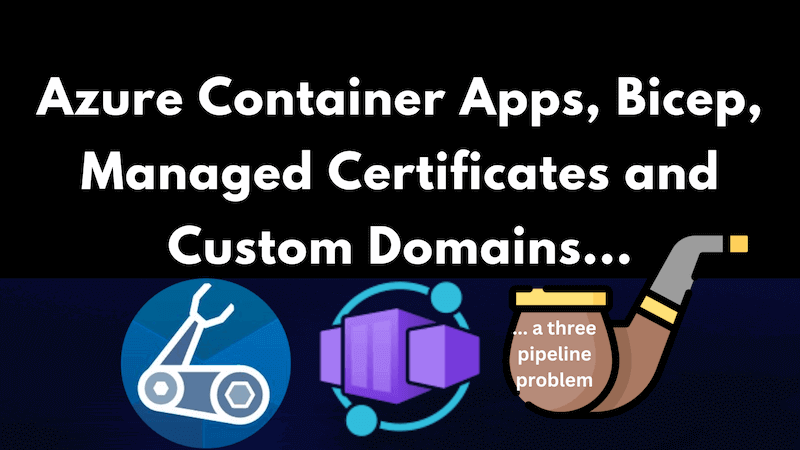 Azure Container Apps, Bicep,
Managed Certificates and
Custom Domains...
... a three
pipeline
problem